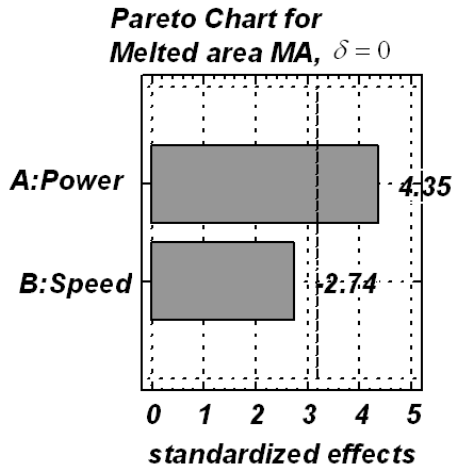 Pareto Chart for
Melted area MA, δ = 0
A:Power
4.35
B:Speed
-2.74
0 1 2 3 4 5
standardized effects